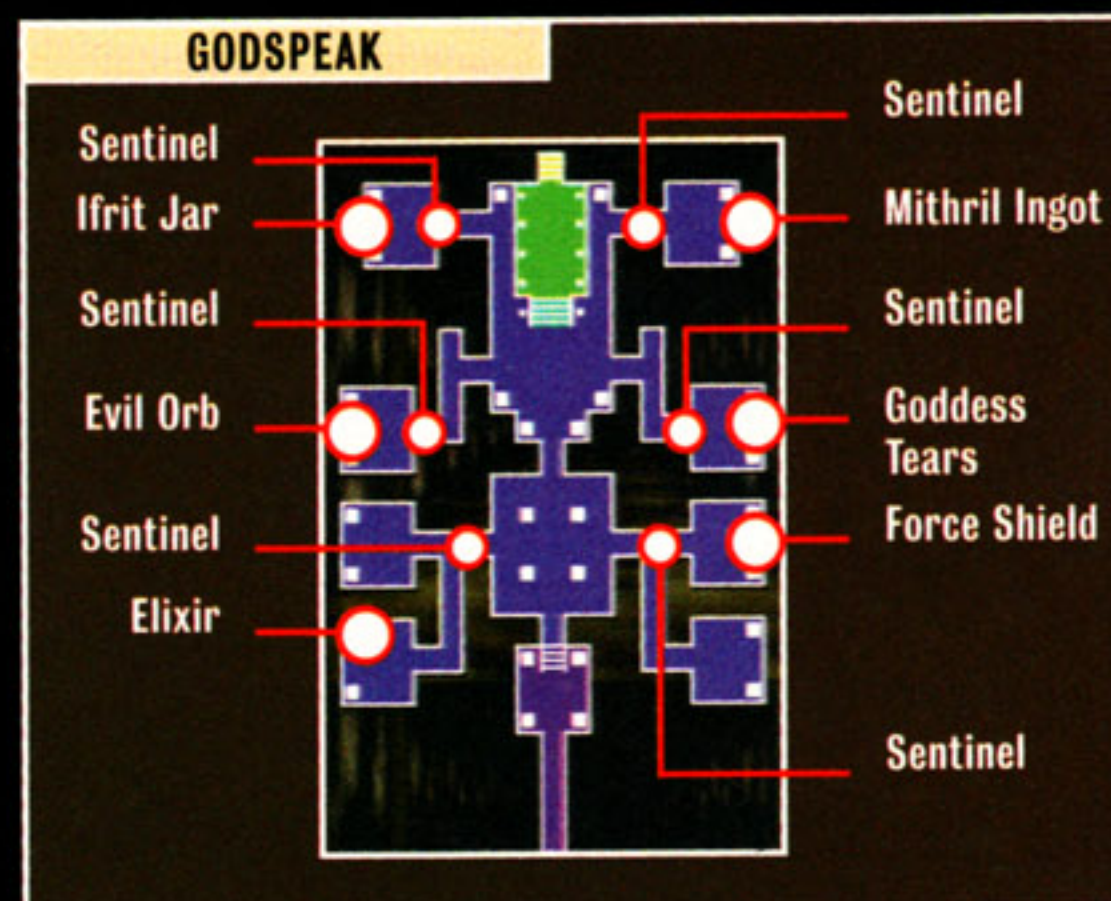 GODSPEAK
Sentinel
Ifrit Jar
Sentinel
Evil Orb
Sentinel
Elixir
Sentinel
Mithril Ingot
Sentinel
Goddess
Tears
Force Shield
Sentinel